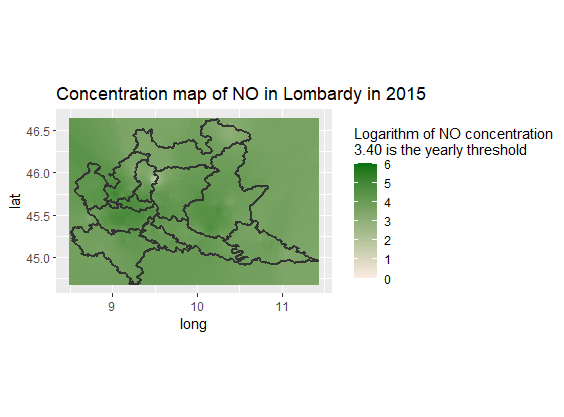 Concentration map of NO in Lombardy in 2015
46.5
46.0
45.5
45.0
lat
9
10
11
long
Logarithm of NO concentration
3.40 is the yearly threshold
6
5
4
3
2
1
0